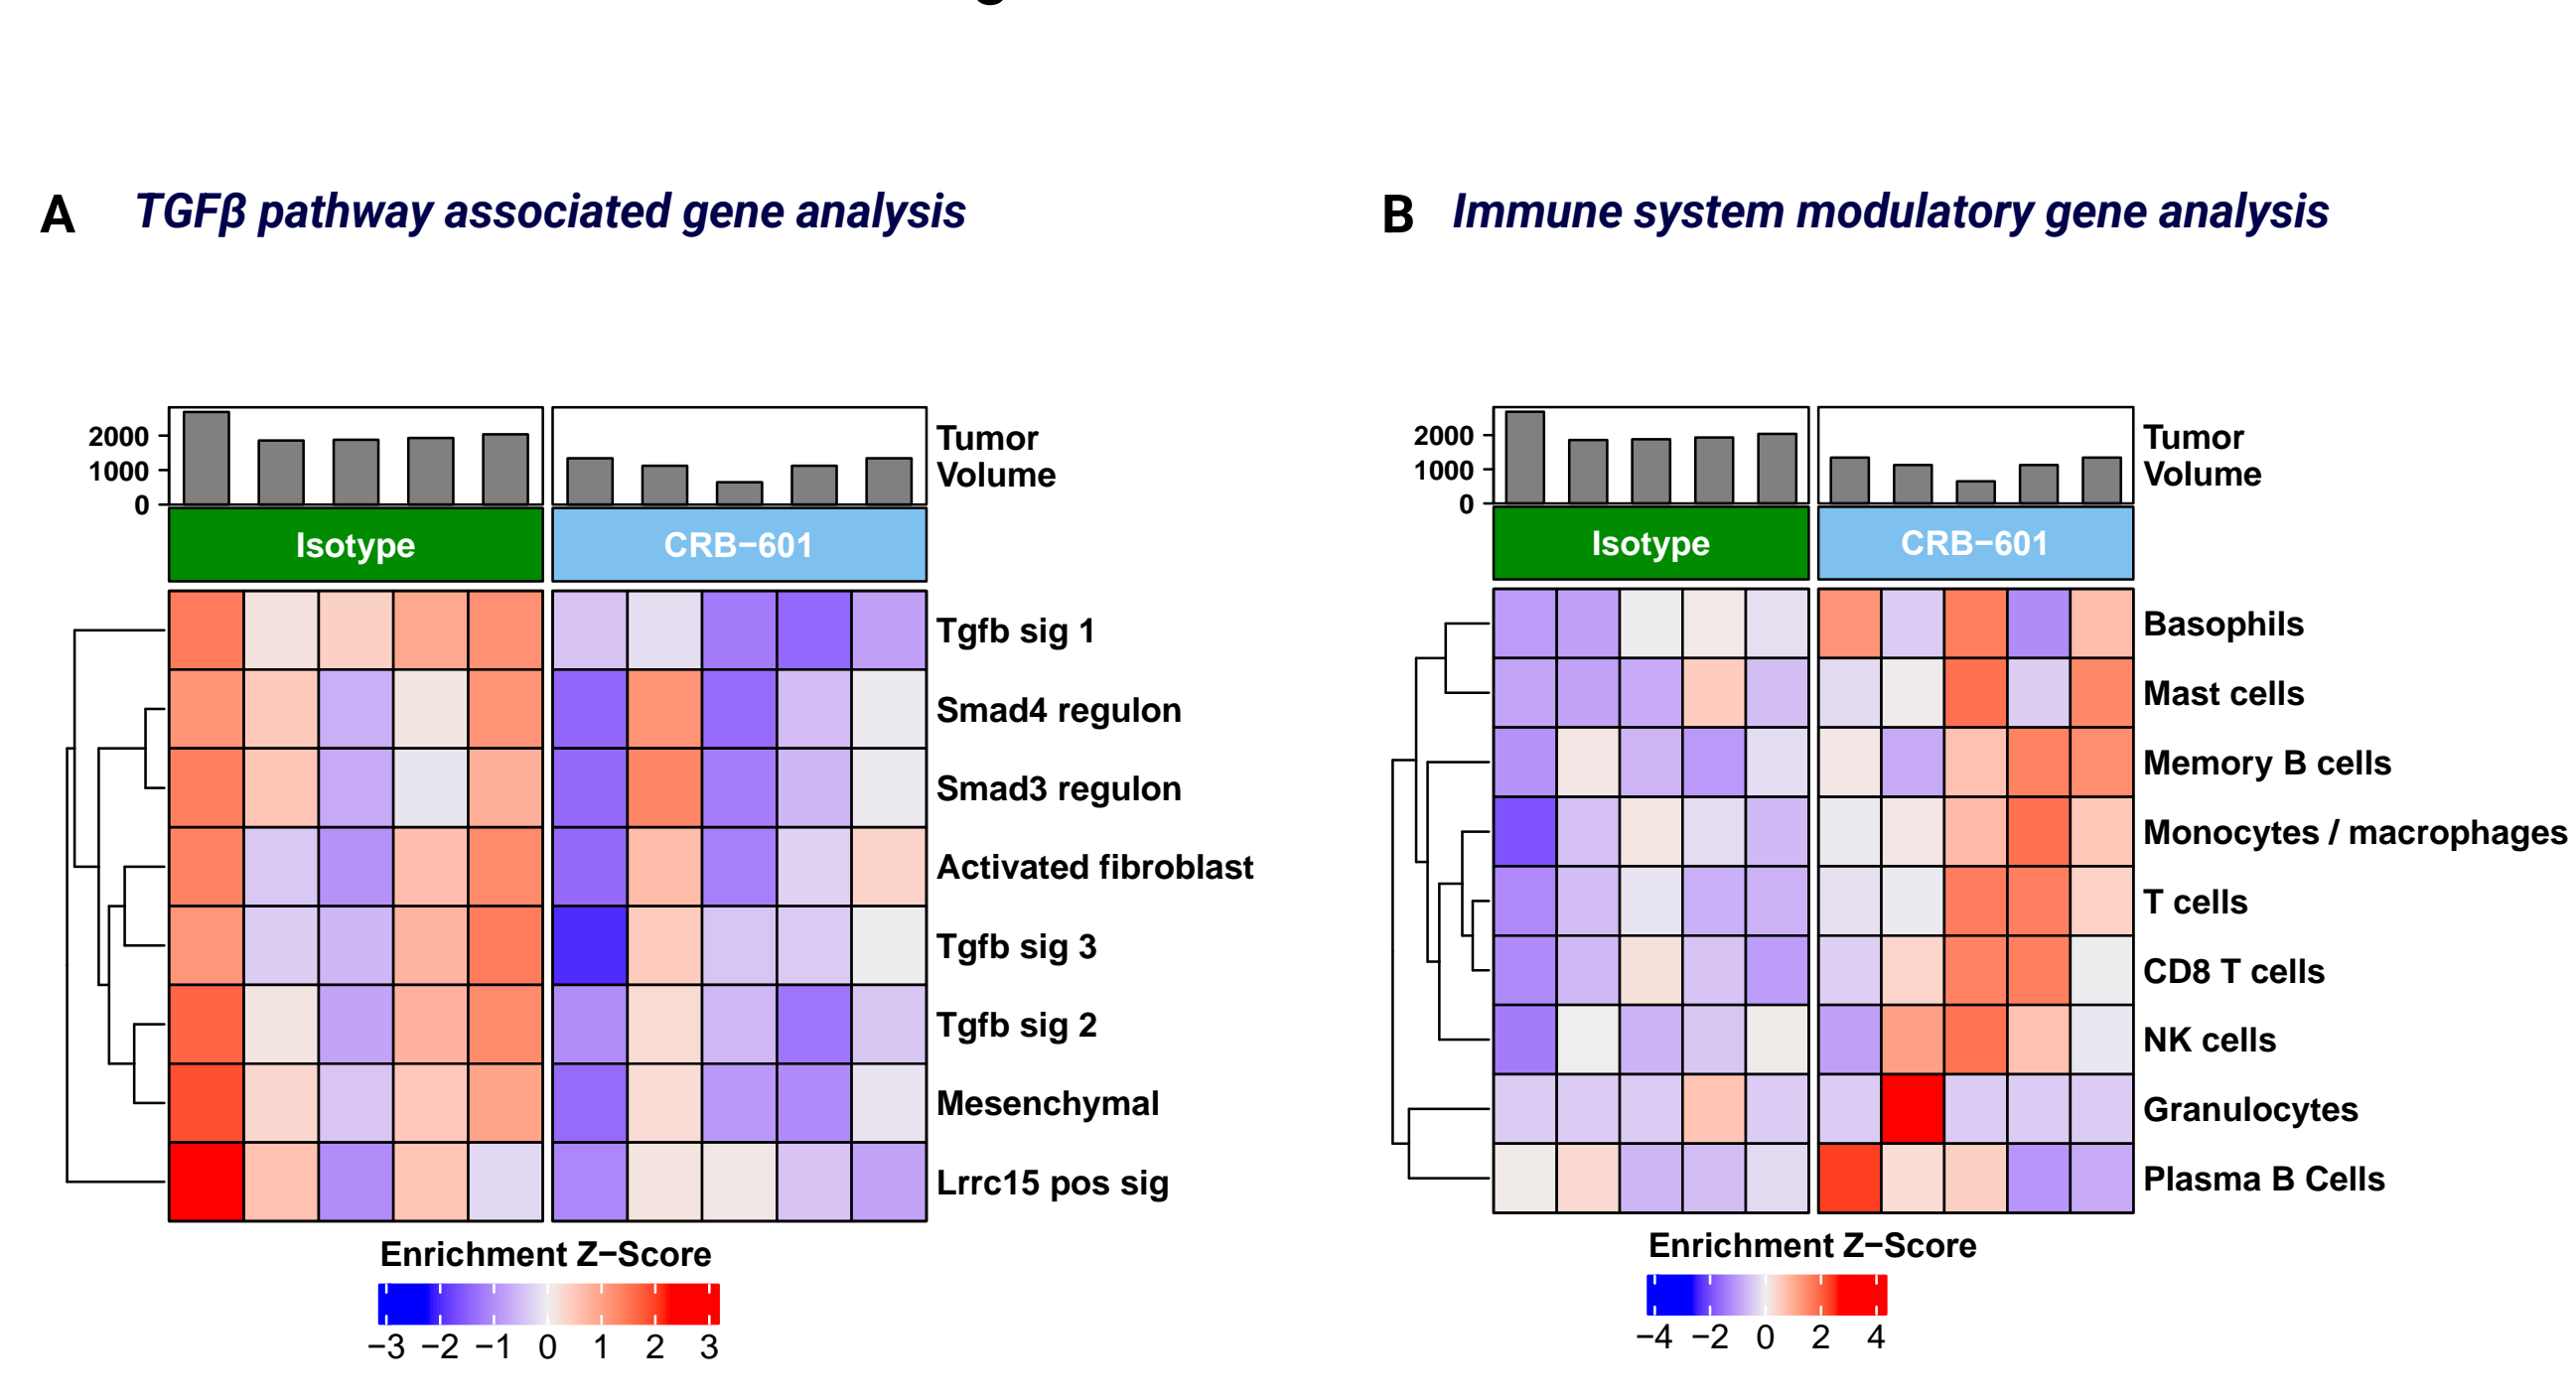 A TGFβ pathway associated gene analysis
2000
1000
0
Tumor
Volume
Isotype
CRB−601
Tgfb sig 1
Smad4 regulon
Smad3 regulon
Activated fibroblast
Tgfb sig 3
Tgfb sig 2
Mesenchymal
Lrrc15 pos sig
Enrichment Z−Score
−3 −2 −1 0 1 2 3
B Immune system modulatory gene analysis
2000
1000
0
Tumor
Volume
Isotype
CRB−601
Basophils
Mast cells
Memory B cells
Monocytes / macrophages
T cells
CD8 T cells
NK cells
Granulocytes
Plasma B Cells
Enrichment Z−Score
−4 −2 0 2 4